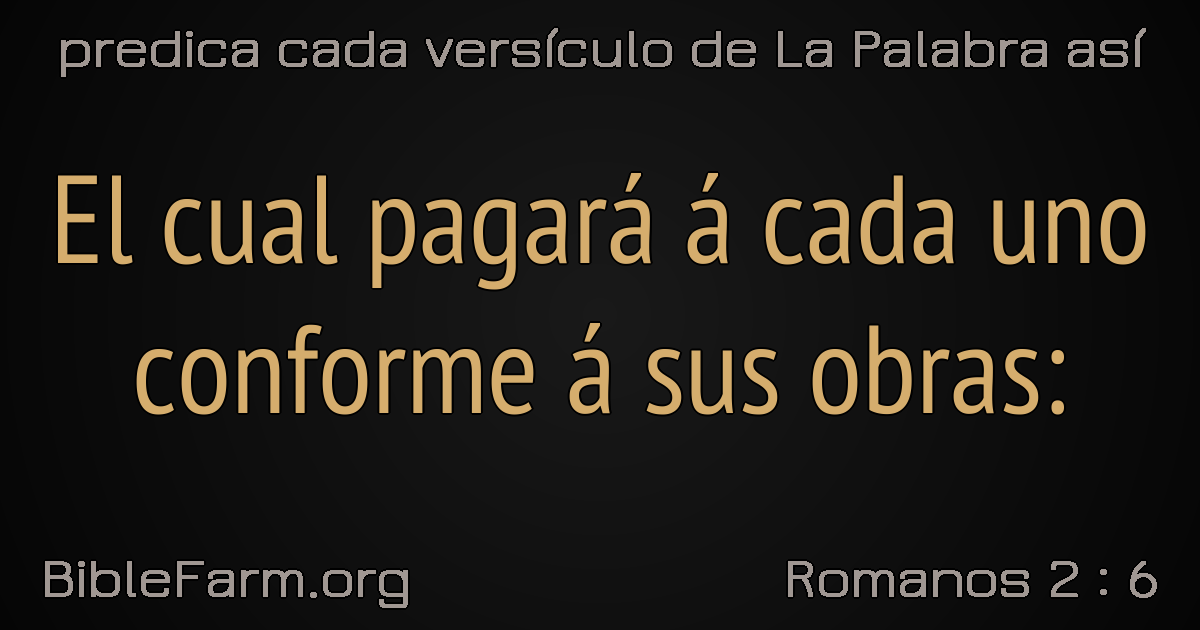 predica cada versículo de La Palabra así
El cual pagará á cada uno
conforme á sus obras:
BibleFarm.org
Romanos 2 : 6